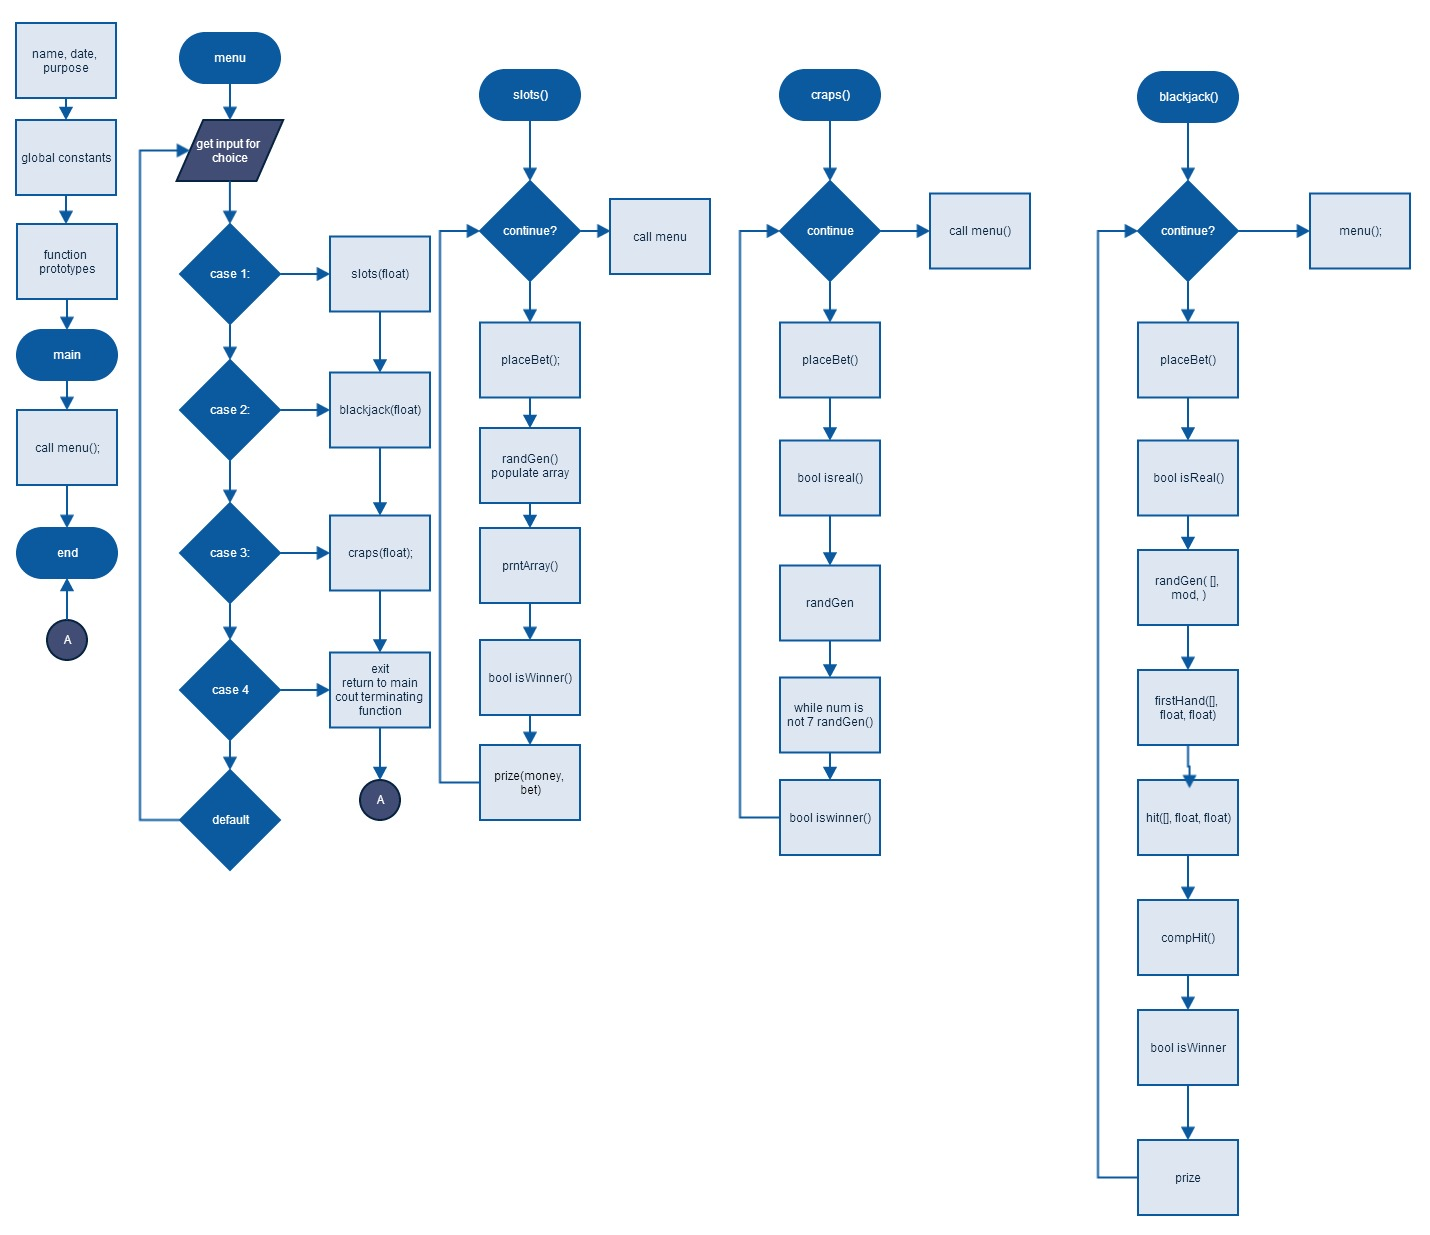 name, date,
purpose
global constants
function
prototypes
main
call menu();
end
A
menu
get input for
choice
case 1:
slots(float)
case 2:
blackjack(float)
case 3:
craps(float);
case 4
exit
return to main
cout terminating
function
A
default
slots()
continue?
call menu
placeBet();
randGen()
populate array
prntArray()
bool isWinner()
prize(money,
bet)
craps()
continue
call menu()
placeBet()
bool isreal()
randGen
while num is
not 7 randGen()
bool iswinner()
blackjack()
continue?
menu();
placeBet()
bool isReal()
randGen( [],
mod, )
firstHand([],
float, float)
hit([], float, float)
compHit()
bool isWinner
prize